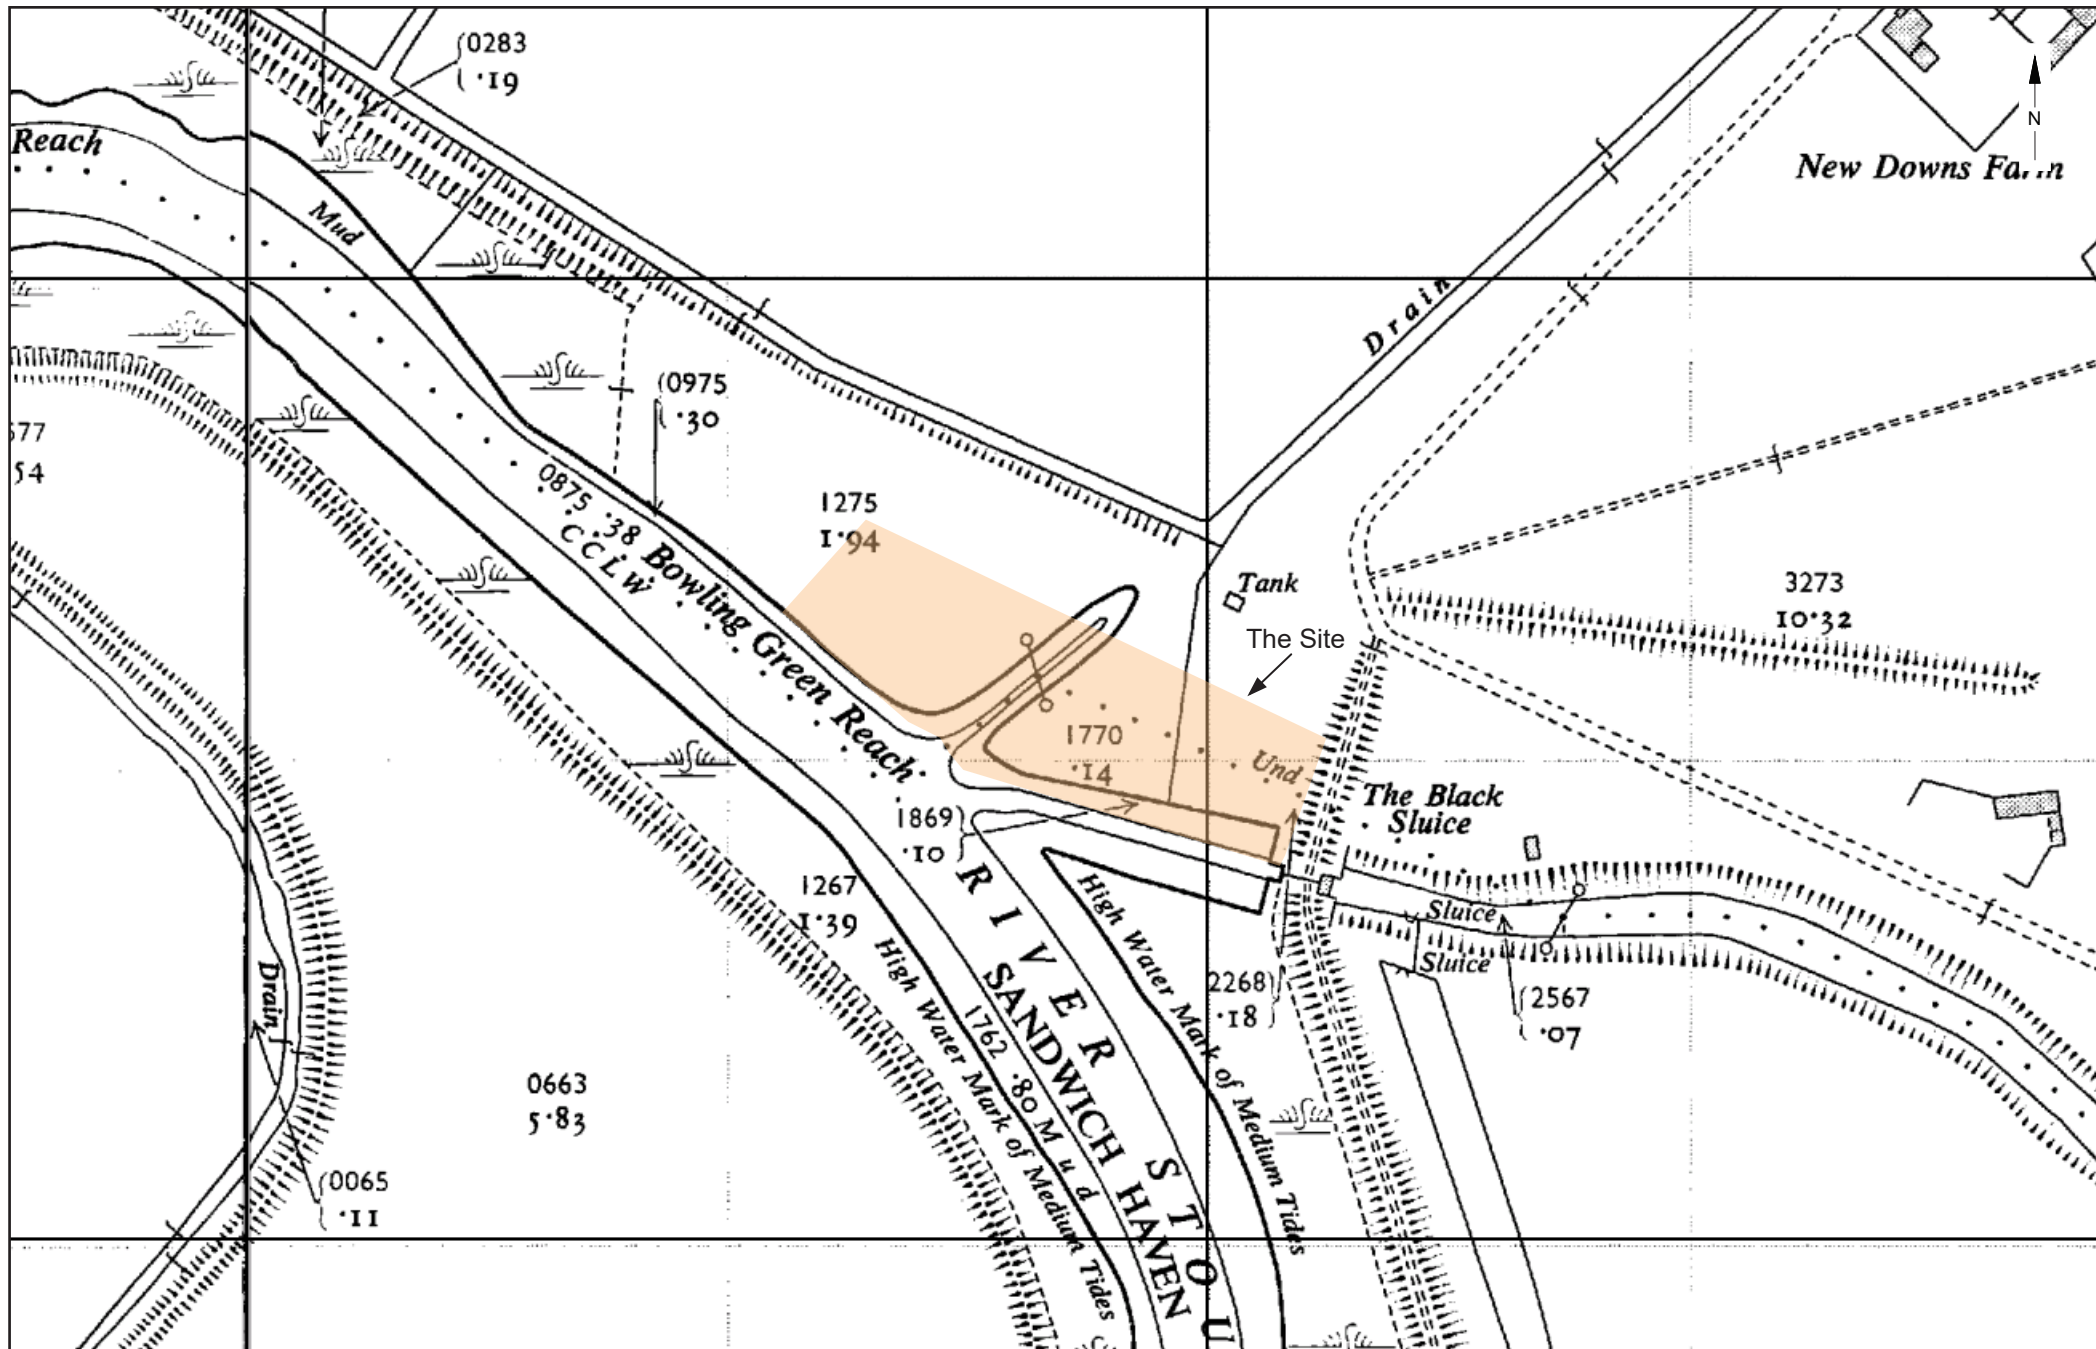 0283
.19
Reach
N
New Downs Farm
Mud
Drain
0975
.30
577
54
1275
1.94
0875 .38
CCLW
Bowling Green Reach
Tank
3273
10.32
The Site
1770
.14
Und
The Black
Sluice
1869
.10
1267
1.39
RIVER STOU
SANDWICH HAVEN
High Water Mark of Medium Tides
High Water Mark of Medium Tides
1762 .80 Mud
Sluice
Sluice
2268
.18
2567
.07
Drain
0663
5.83
0065
.11